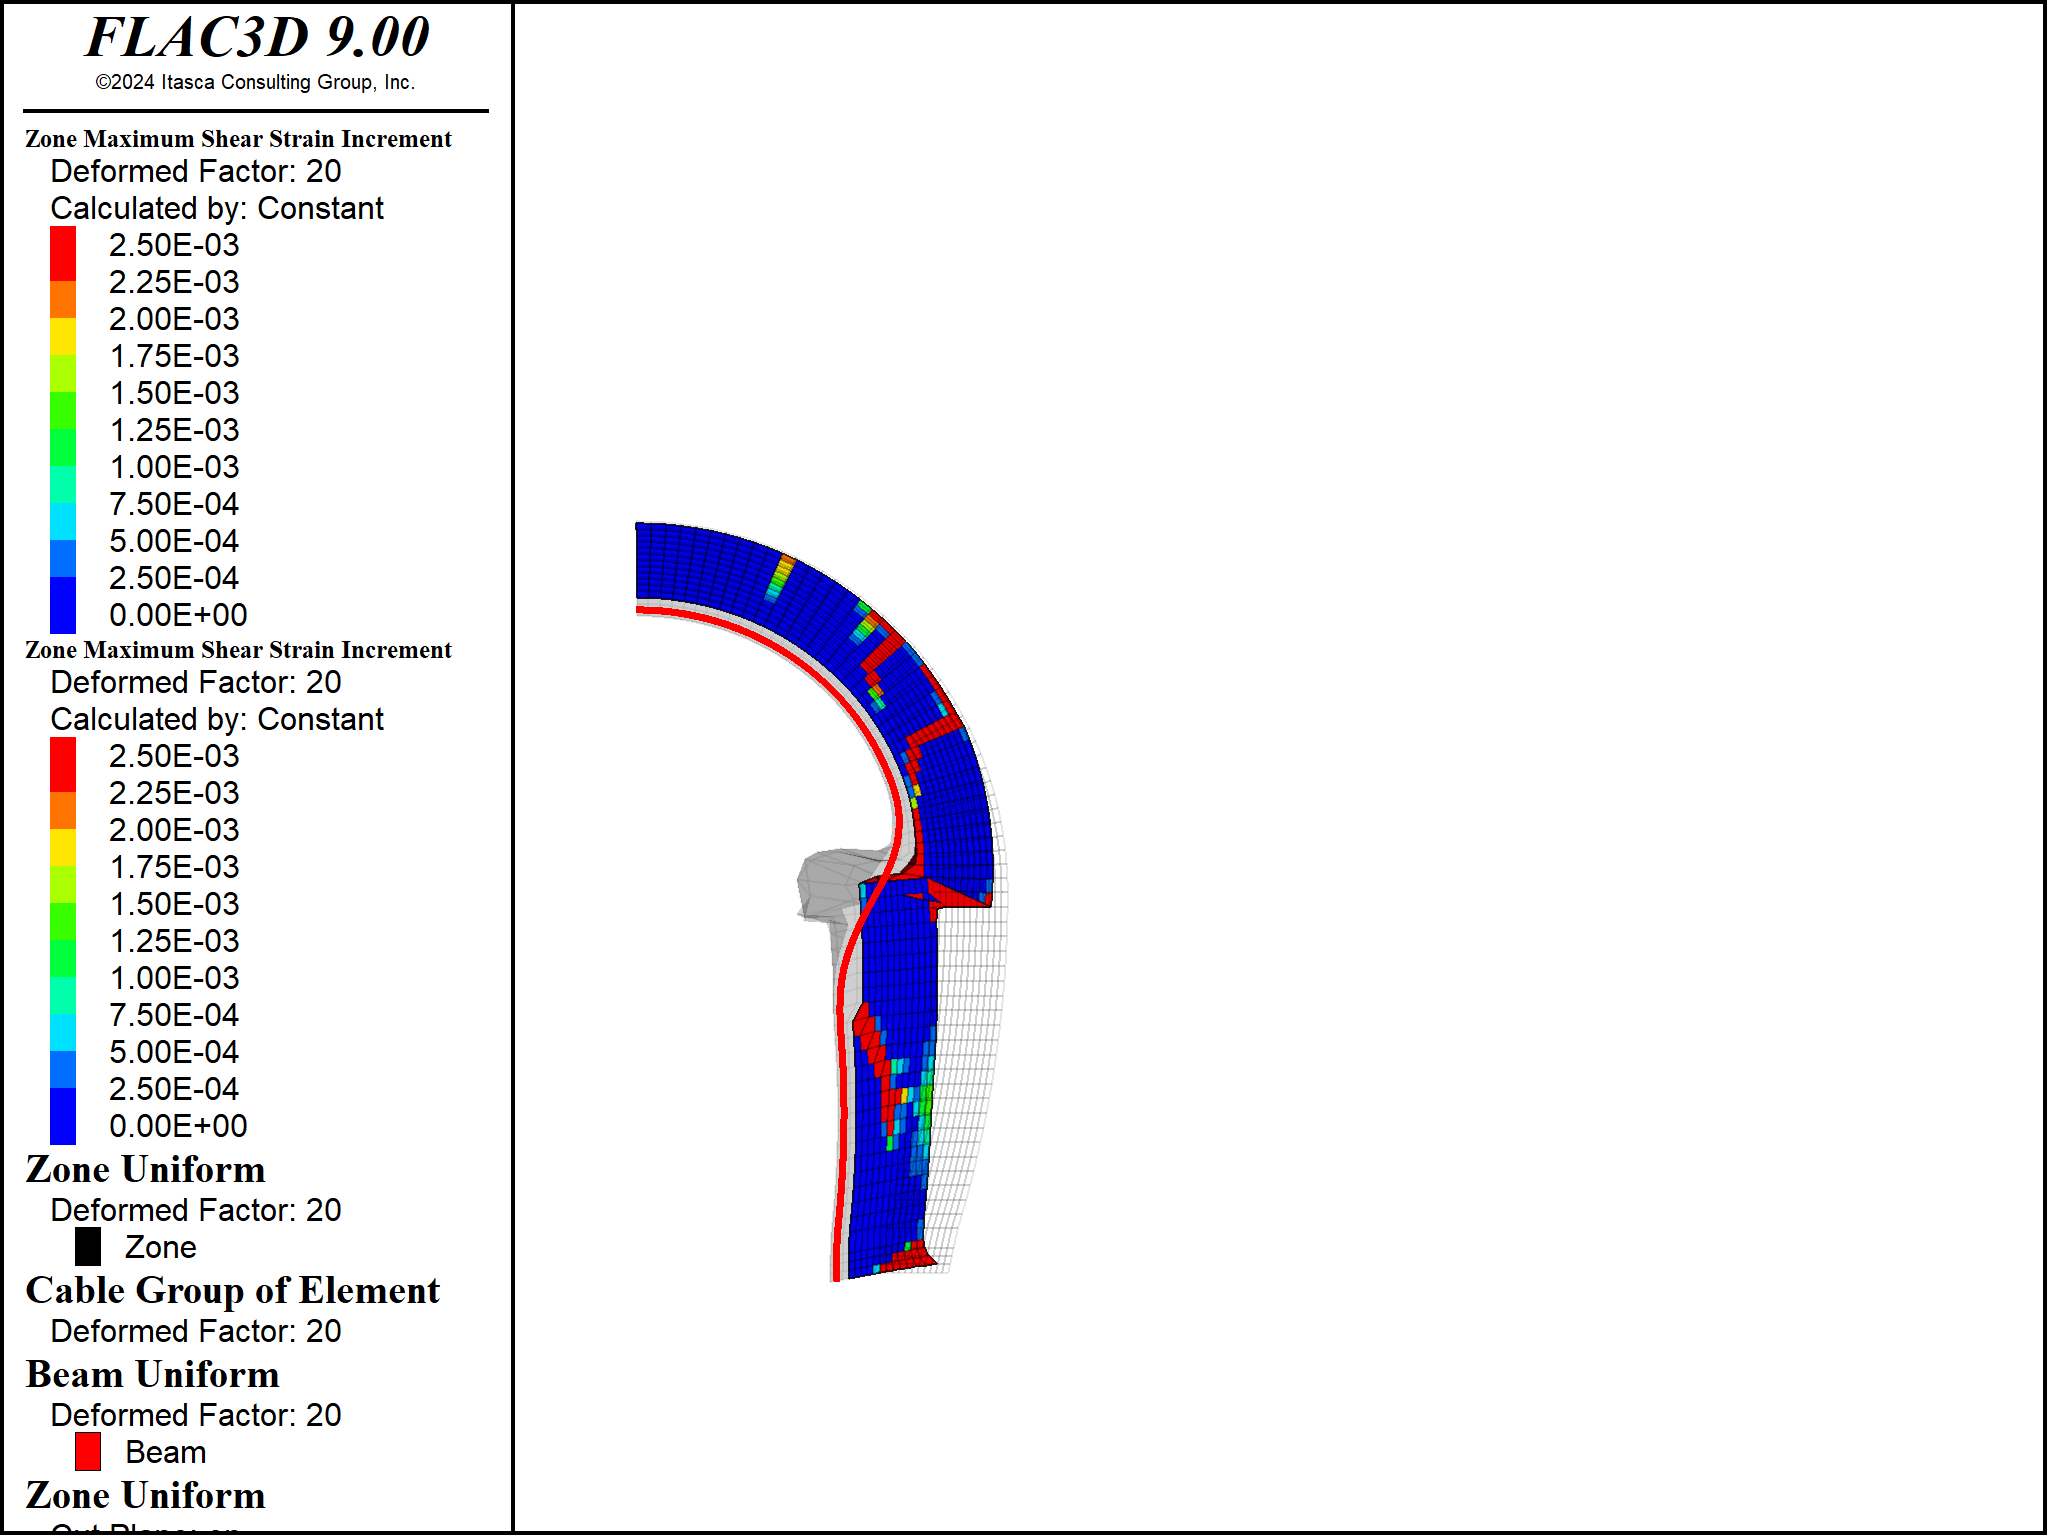 FLAC3D 9.00
©2024 Itasca Consulting Group, Inc.
Zone Maximum Shear Strain Increment
Deformed Factor: 20
Calculated by: Constant
2.50E-03
2.25E-03
2.00E-03
1.75E-03
1.50E-03
1.25E-03
1.00E-03
7.50E-04
5.00E-04
2.50E-04
0.00E+00
Zone Maximum Shear Strain Increment
Deformed Factor: 20
Calculated by: Constant
2.50E-03
2.25E-03
2.00E-03
1.75E-03
1.50E-03
1.25E-03
1.00E-03
7.50E-04
5.00E-04
2.50E-04
0.00E+00
Zone Uniform
Deformed Factor: 20
Zone
Cable Group of Element
Deformed Factor: 20
Beam Uniform
Deformed Factor: 20
Beam
Zone Uniform